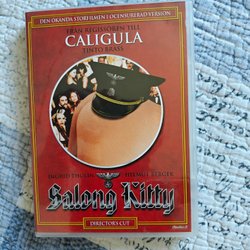 DEN OKÄNDA STORFILMEN I OCENSURERAD VERSION
FRÅN REGISSÖREN TILL
CALIGULA
TINTO BRASS
INGRID THULIN HELMUT BERGER
Salong Kitty
DIRECTOR'S CUT